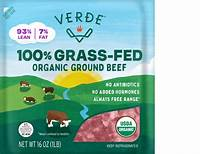 VERDE
93% LEAN
7% FAT
100% GRASS-FED
ORGANIC GROUND BEEF
NO ANTIBIOTICS
NO ADDED HORMONES
ALWAYS FREE RANGE
USDA
ORGANIC
NET WT 16 OZ (1LB)
KEEP REFRIGERATED